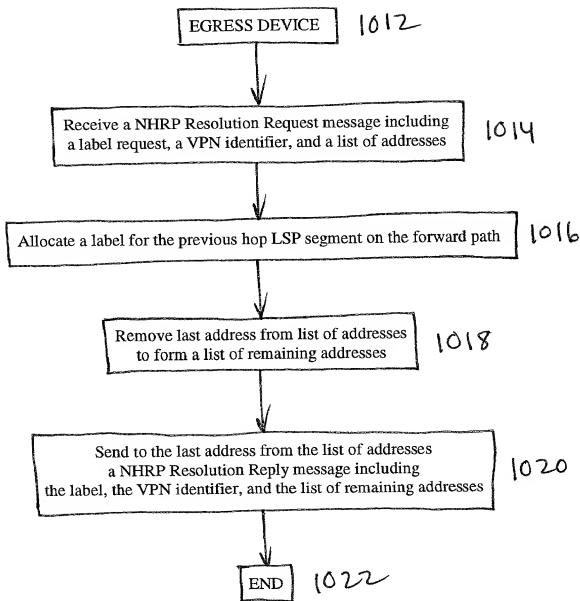 EGRESS DEVICE 1012
Receive a NHRP Resolution Request message including
a label request, a VPN identifier, and a list of addresses
1014
Allocate a label for the previous hop LSP segment on the forward path 1016
Remove last address from list of addresses
to form a list of remaining addresses
1018
Send to the last address from the list of addresses
a NHRP Resolution Reply message including
the label, the VPN identifier, and the list of remaining addresses
1020
END 1022